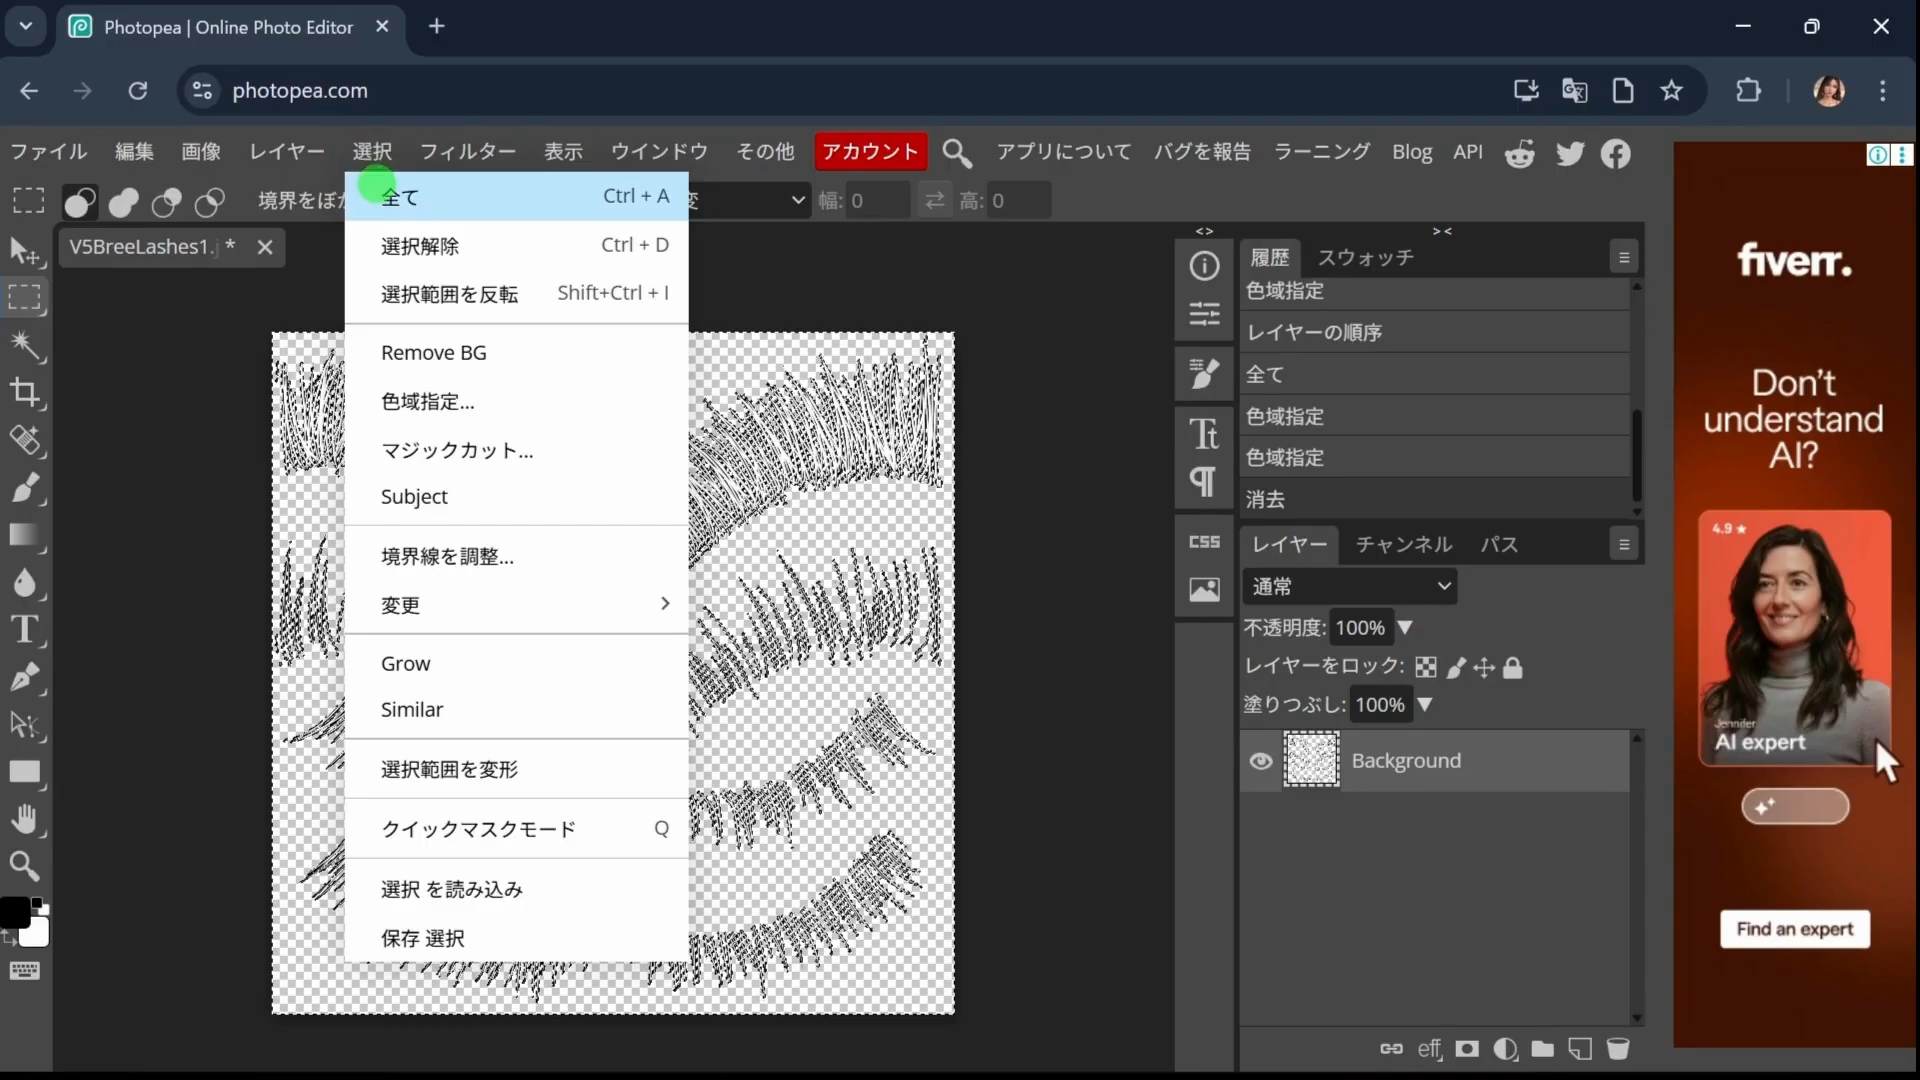 Photopea | Online Photo Editor
photopea.com
ファイル 編集 画像 レイヤー 選択 フィルター 表示 ウインドウ その他 アカウント アプリについて バグを報告 ラーニング Blog API
境界をぼか 変 幅: 0 高: 0
V5BreeLashes1.j *
全て Ctrl + A
選択解除 Ctrl + D
選択範囲を反転 Shift+Ctrl + I
Remove BG
色域指定...
マジックカット...
Subject
境界線を調整...
変更
Grow
Similar
選択範囲を変形
クイックマスクモード Q
選択 を読み込み
保存 選択
履歴 スウォッチ
色域指定
レイヤーの順序
全て
色域指定
色域指定
消去
CSS
レイヤー チャンネル パス
通常
不透明度: 100%
レイヤーをロック:
塗りつぶし: 100%
Background
eff
fiverr.
Don't
understand
AI?
4.9 ★
Jennifer
AI expert
Find an expert